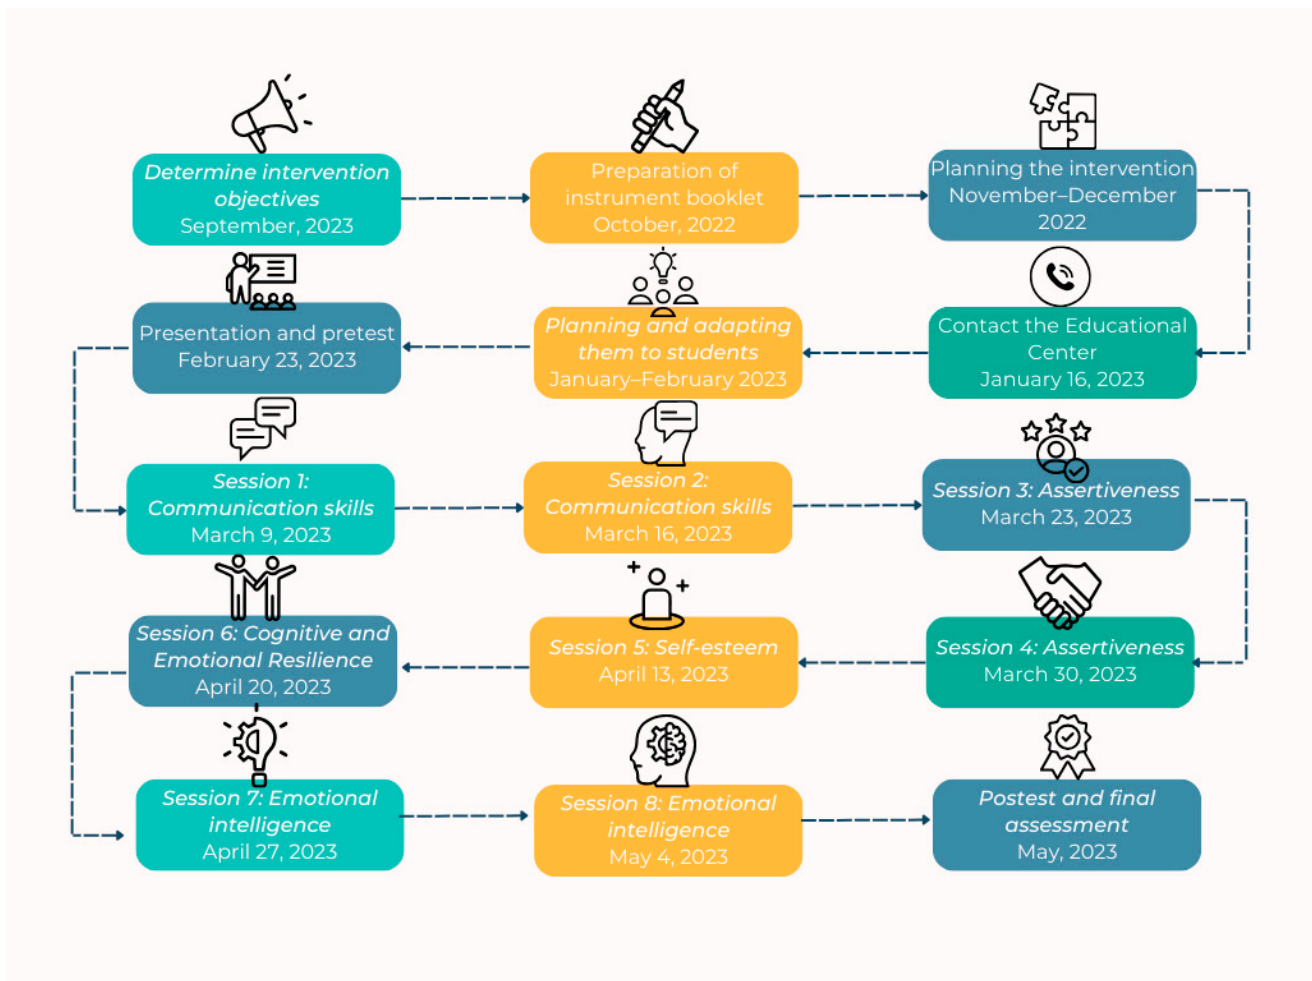 Determine intervention
objectives
September, 2023
Preparation of
instrument booklet
October, 2022
Planning the intervention
November–December
2022
Contact the Educational
Center
January 16, 2023
Planning and adapting
them to students
January–February 2023
Presentation and pretest
February 23, 2023
Session 1:
Communication skills
March 9, 2023
Session 2:
Communication skills
March 16, 2023
Session 3: Assertiveness
March 23, 2023
Session 4: Assertiveness
March 30, 2023
Session 5: Self-esteem
April 13, 2023
Session 6: Cognitive and
Emotional Resilience
April 20, 2023
Session 7: Emotional
intelligence
April 27, 2023
Session 8: Emotional
intelligence
May 4, 2023
Postest and final
assessment
May, 2023